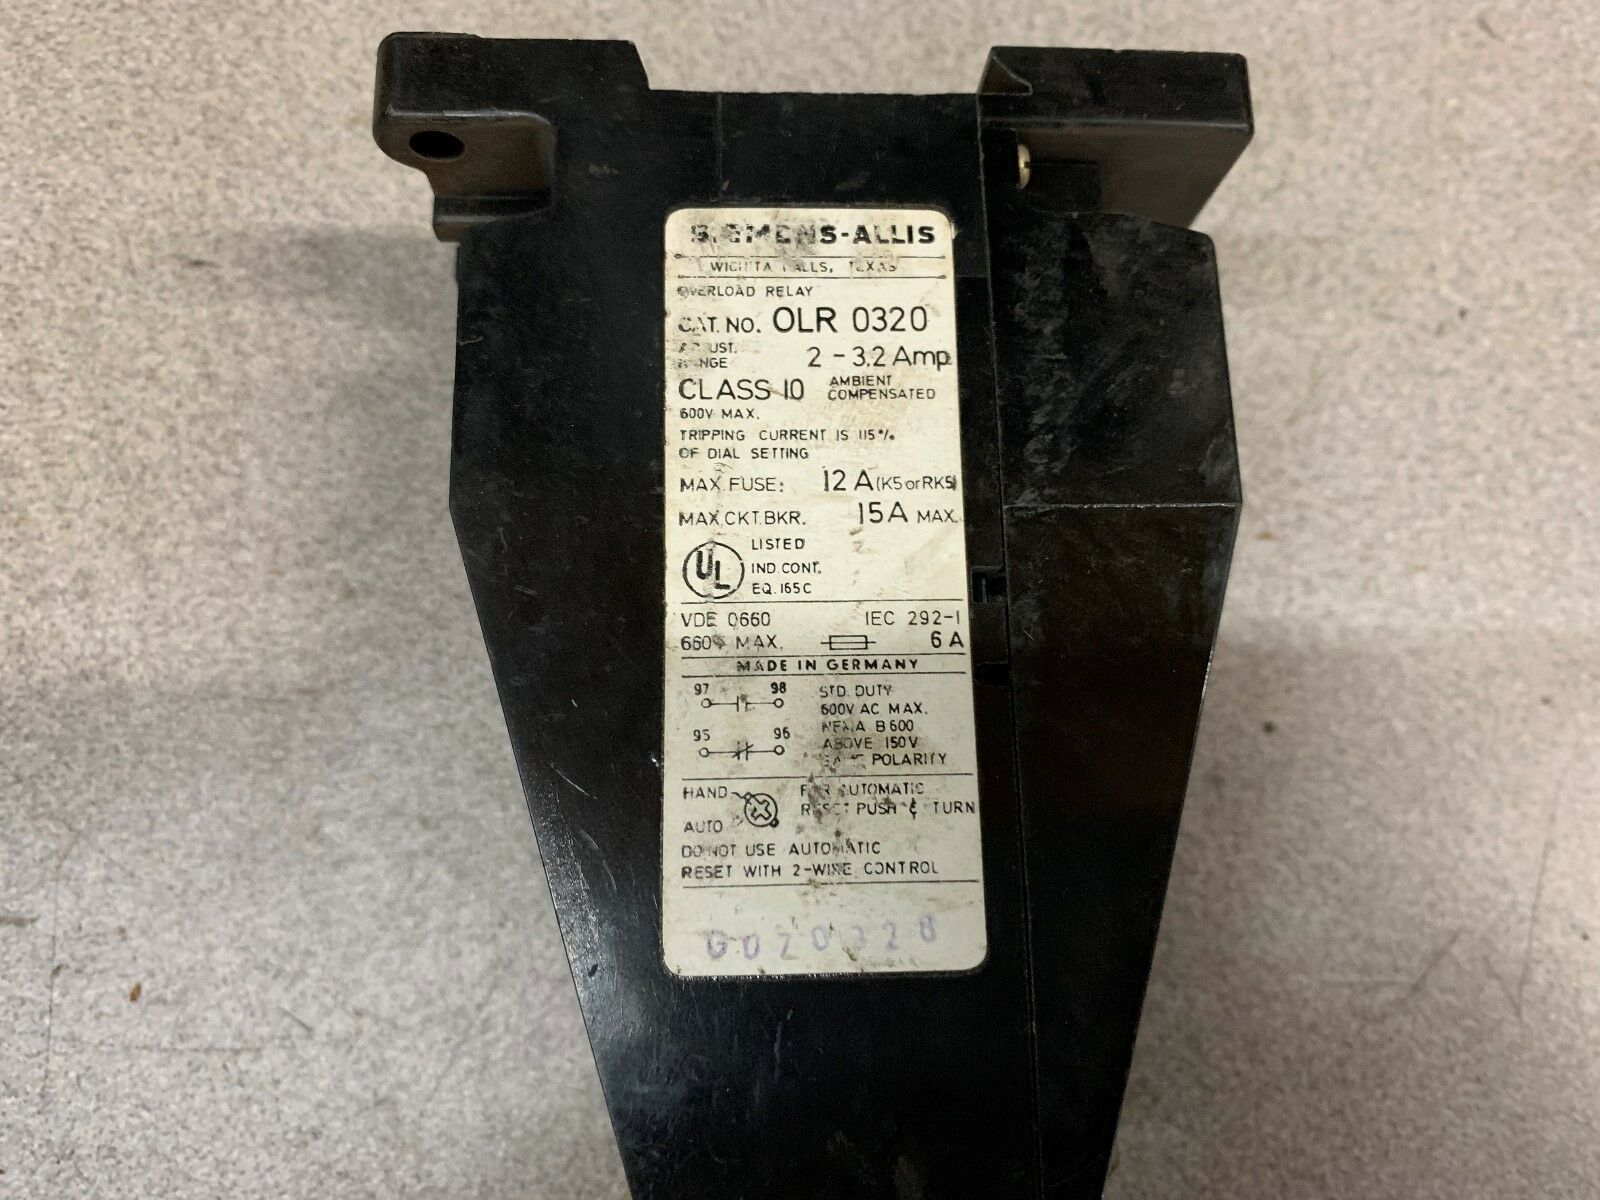 SIEMENS-ALLIS
WICHITA FALLS, TEXAS
OVERLOAD RELAY
CAT. NO. OLR 0320
ADJUST.
RANGE 2 - 3.2 Amp
CLASS 10 AMBIENT
COMPENSATED
600V MAX.
TRIPPING CURRENT IS 115%
OF DIAL SETTING
MAX. FUSE: 12 A (K5 or RK5)
MAX. CKT. BKR. 15A MAX.
UL LISTED
IND. CONT.
EQ. 165C
VDE 0660 IEC 292-1
660V MAX. 6 A
MADE IN GERMANY
97 98 STD. DUTY
600V AC MAX.
95 96 NEMA B600
ABOVE 150V
SAME POLARITY
HAND FOR AUTOMATIC
RESET PUSH & TURN
AUTO
DO NOT USE AUTOMATIC
RESET WITH 2-WIRE CONTROL